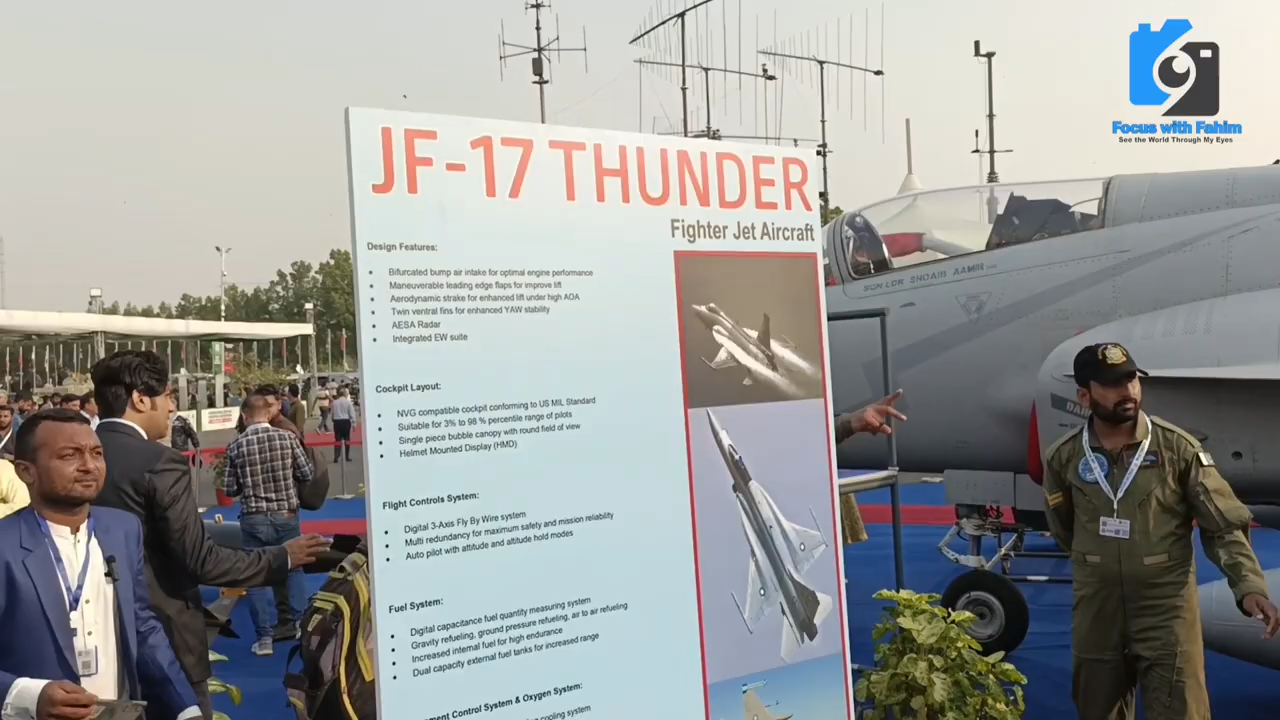 Focus with Fahim
See the World Through My Eyes
JF-17 THUNDER
Fighter Jet Aircraft
Design Features:
• Bifurcated bump air intake for optimal engine performance
• Maneuverable leading edge flaps for improve lift
• Aerodynamic strake for enhanced lift under high AOA
• Twin ventral fins for enhanced YAW stability
• AESA Radar
• Integrated EW suite
Cockpit Layout:
• NVG compatible cockpit conforming to US MIL Standard
• Suitable for 3% to 98 % percentile range of pilots
• Single piece bubble canopy with round field of view
• Helmet Mounted Display (HMD)
Flight Controls System:
• Digital 3-Axis Fly By Wire system
• Multi redundancy for maximum safety and mission reliability
• Auto pilot with attitude and altitude hold modes
Fuel System:
• Digital capacitance fuel quantity measuring system
• Gravity refueling, ground pressure refueling, air to air refueling
• Increased internal fuel for high endurance
• Dual capacity external fuel tanks for increased range
Control & Oxygen System:
cooling system
SQN LDR SHOAIB AAMIR